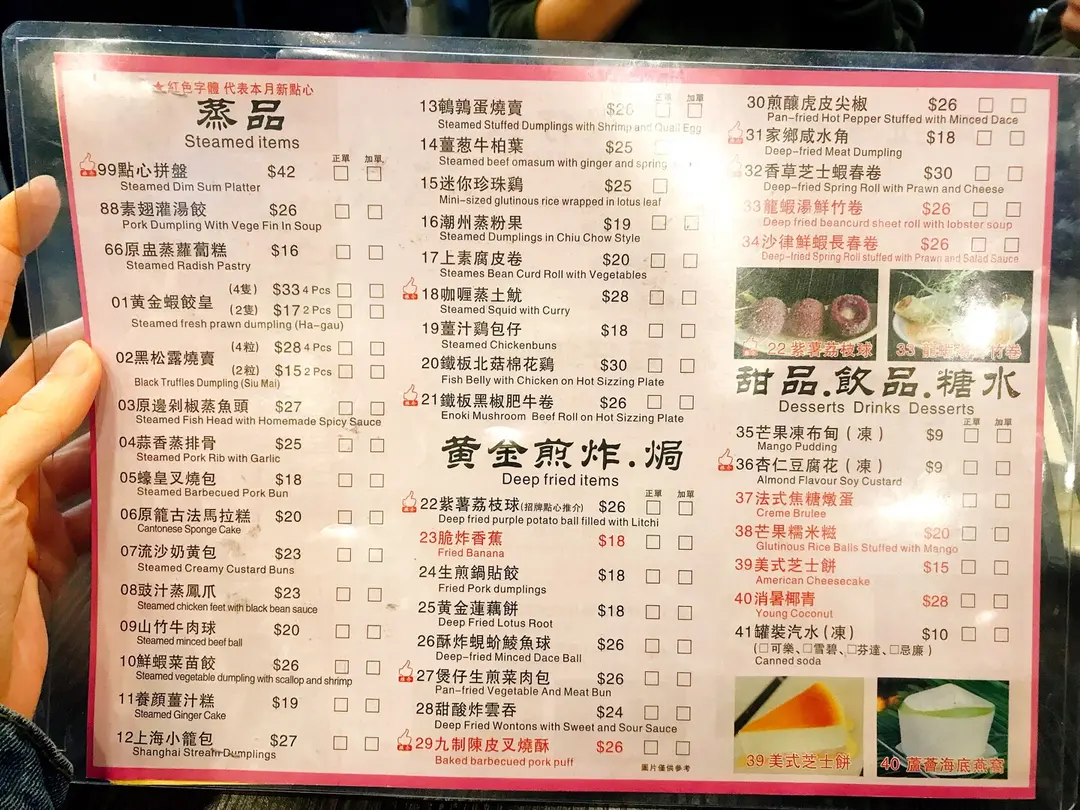 ★紅色字體 代表本月新點心
蒸品
Steamed items
正單 加單
99點心拼盤 $42
Steamed Dim Sum Platter
88素翅灌湯餃 $26
Pork Dumpling With Vege Fin In Soup
66原盅蒸蘿蔔糕 $16
Steamed Radish Pastry
01黃金蝦餃皇 (4隻) $33 4 Pcs
(2隻) $17 2 Pcs
Steamed fresh prawn dumpling (Ha-gau)
02黑松露燒賣 (4粒) $28 4 Pcs
(2粒) $15 2 Pcs
Black Truffles Dumpling (Siu Mai)
03原邊剁椒蒸魚頭 $27
Steamed Fish Head with Homemade Spicy Sauce
04蒜香蒸排骨 $25
Steamed Pork Rib with Garlic
05蠔皇叉燒包 $18
Steamed Barbecued Pork Bun
06原籠古法馬拉糕 $20
Cantonese Sponge Cake
07流沙奶黃包 $23
Steamed Creamy Custard Buns
08豉汁蒸鳳爪 $23
Steamed chicken feet with black bean sauce
09山竹牛肉球 $20
Steamed minced beef ball
10鮮蝦菜苗餃 $26
Steamed vegetable dumpling with scallop and shrimp
11養顏薑汁糕 $19
Steamed Ginger Cake
12上海小籠包 $27
Shanghai Stream Dumplings
正單 加單
13鵪鶉蛋燒賣 $26
Steamed Stuffed Dumplings with Shrimp and Quail Egg
14薑葱牛柏葉 $25
Steamed beef omasum with ginger and spring
15迷你珍珠鷄 $25
Mini-sized glutinous rice wrapped in lotus leaf
16潮州蒸粉果 $19
Steamed Dumplings in Chiu Chow Style
17上素腐皮卷 $20
Steames Bean Curd Roll with Vegetables
18咖喱蒸土魷 $28
Steamed Squid with Curry
19薑汁鷄包仔 $18
Steamed Chickenbuns
20鐵板北菇棉花鷄 $30
Fish Belly with Chicken on Hot Sizzing Plate
21鐵板黑椒肥牛卷 $26
Enoki Mushroom Beef Roll on Hot Sizzing Plate
黄金煎炸.焗
Deep fried items
正單 加單
22紫薯荔枝球(招牌點心推介) $26
Deep fried purple potato ball filled with Litchi
23脆炸香蕉 $18
Fried Banana
24生煎鍋貼餃 $18
Fried Pork dumplings
25黃金蓮藕餅 $18
Deep Fried Lotus Root
26酥炸蜆蚧鯪魚球 $26
Deep-fried Minced Dace Ball
27煲仔生煎菜肉包 $26
Pan-fried Vegetable And Meat Bun
28甜酸炸雲吞 $24
Deep Fried Wontons with Sweet and Sour Sauce
29九制陳皮叉燒酥 $26
Baked barbecued pork puff
圖片僅供參考
30煎釀虎皮尖椒 $26
Pan-fried Hot Pepper Stuffed with Minced Dace
31家鄉咸水角 $18
Deep-fried Meat Dumpling
32香草芝士蝦春卷 $30
Deep-fried Spring Roll with Prawn and Cheese
33龍蝦湯鮮竹卷 $26
Deep fried beancurd sheet roll with lobster soup
34沙律鮮蝦長春卷 $26
Deep-fried Spring Roll stuffed with Prawn and Salad Sauce
22 紫薯荔枝球
33 龍蝦湯鮮竹卷
甜品.飲品.糖水
Desserts Drinks Desserts
正單 加單
35芒果凍布甸 ( 凍 ) $9
Mango Pudding
36杏仁豆腐花 ( 凍 ) $9
Almond Flavour Soy Custard
37法式焦糖燉蛋
Creme Brulee
38芒果糯米糍 $20
Glutinous Rice Balls Stuffed with Mango
39美式芝士餅 $15
American Cheesecake
40消暑椰青 $28
Young Coconut
41罐裝汽水 (凍) $10
(□可樂、□雪碧、□芬達、□忌廉 )
Canned soda
39 美式芝士餅
40 蘆薈海底燕窩